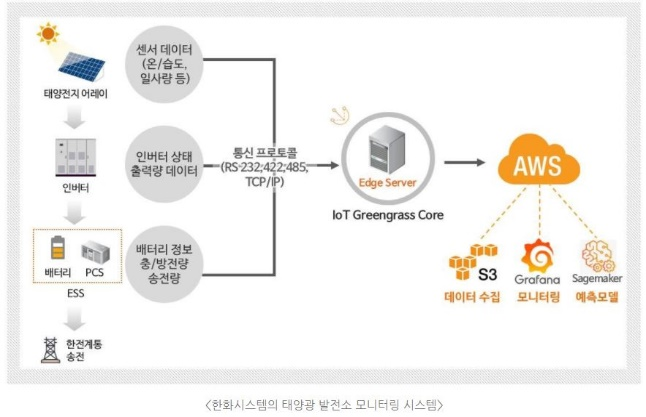 센서 데이터
(온/습도,
일사량 등)
태양전지 어레이
인버터 상태
출력량 데이터
인버터
통신 프로토콜
(RS-232,422,485,
TCP/IP)
Edge Server
IoT Greengrass Core
AWS
배터리 정보
충/방전량
송전량
배터리
PCS
ESS
S3
데이터 수집
Grafana
모니터링
Sagemaker
예측모델
한전계통
송전
<한화시스템의 태양광 발전소 모니터링 시스템>